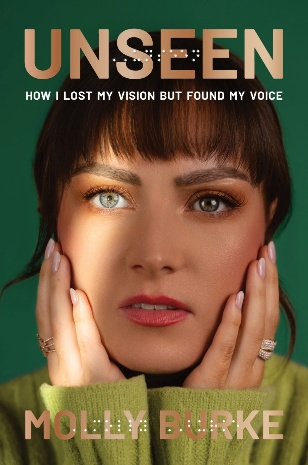 UNSEEN
HOW I LOST MY VISION BUT FOUND MY VOICE
MOLLY BURKE